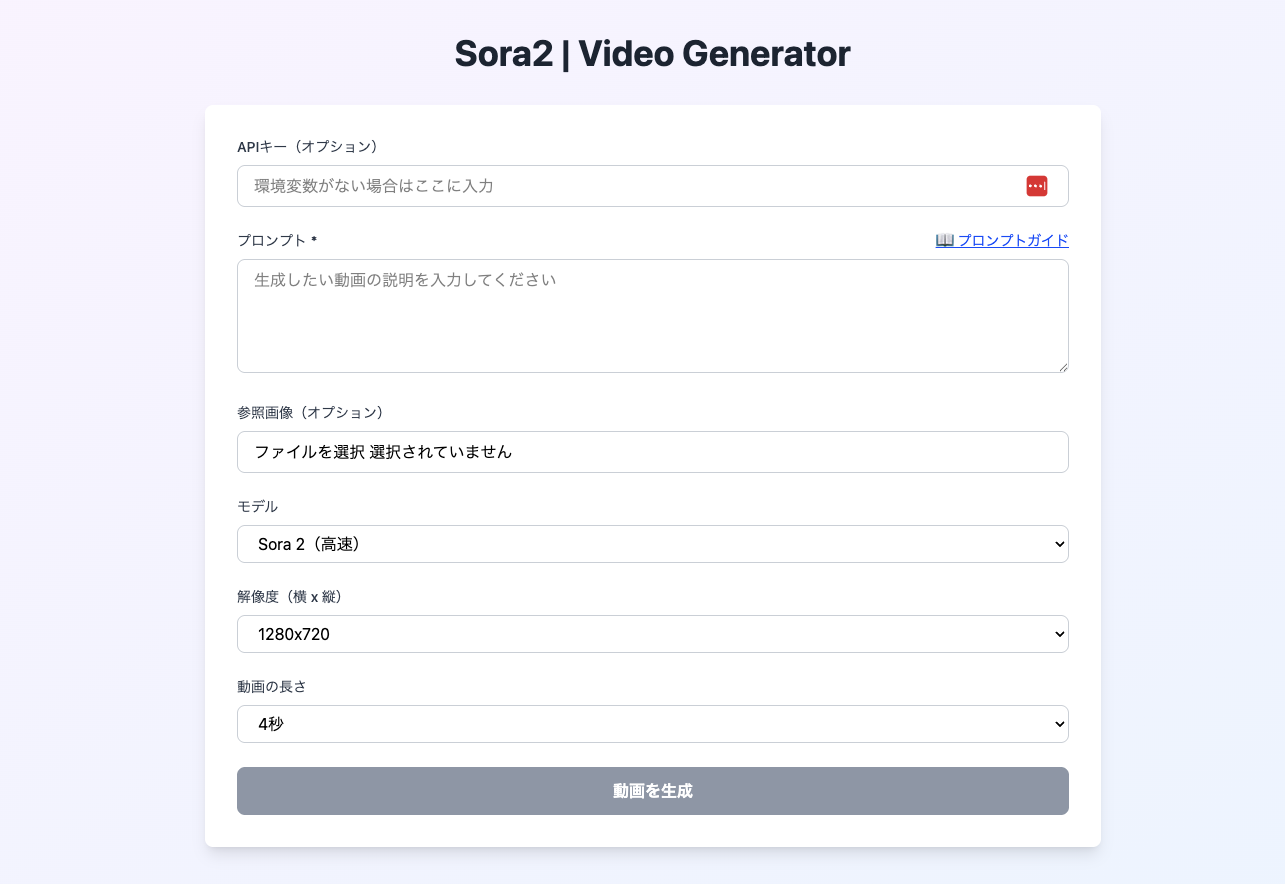 Sora2 | Video Generator
APIキー（オプション）
環境変数がない場合はここに入力
プロンプト *
📖 プロンプトガイド
生成したい動画の説明を入力してください
参照画像（オプション）
ファイルを選択 選択されていません
モデル
Sora 2（高速）
解像度（横 x 縦）
1280x720
動画の長さ
4秒
動画を生成